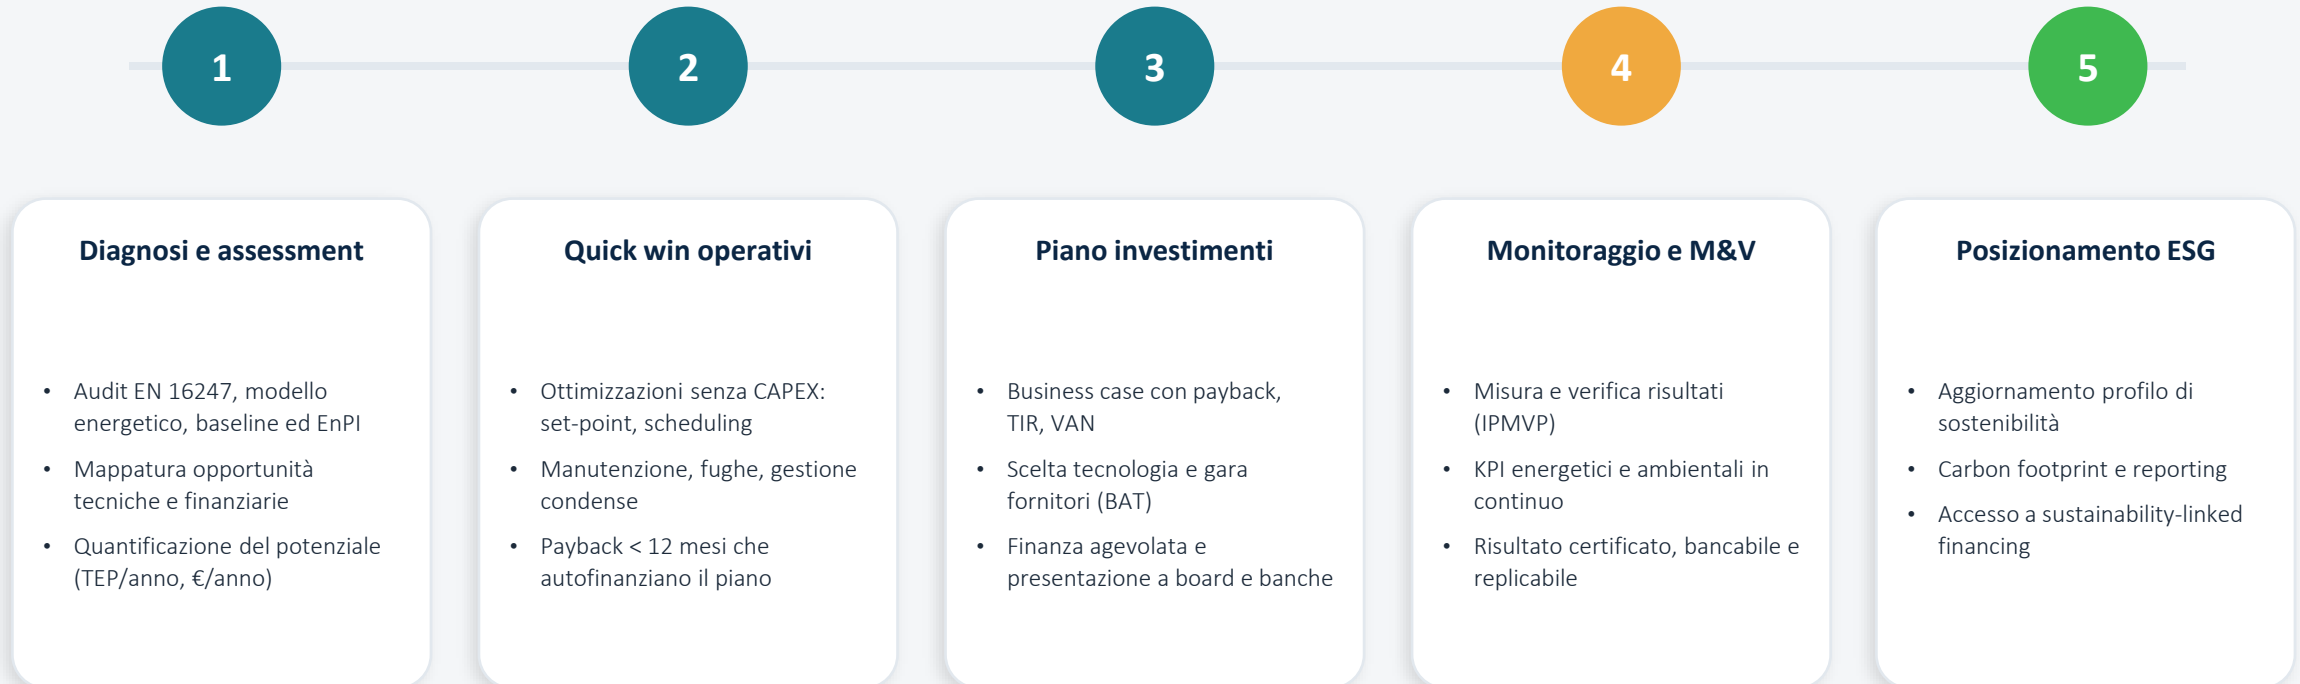 1
2
3
4
5
Diagnosi e assessment
• Audit EN 16247, modello
energetico, baseline ed EnPI
• Mappatura opportunità
tecniche e finanziarie
• Quantificazione del potenziale
(TEP/anno, €/anno)
Quick win operativi
• Ottimizzazioni senza CAPEX:
set-point, scheduling
• Manutenzione, fughe, gestione
condense
• Payback < 12 mesi che
autofinanziano il piano
Piano investimenti
• Business case con payback,
TIR, VAN
• Scelta tecnologia e gara
fornitori (BAT)
• Finanza agevolata e
presentazione a board e banche
Monitoraggio e M&V
• Misura e verifica risultati
(IPMVP)
• KPI energetici e ambientali in
continuo
• Risultato certificato, bancabile e
replicabile
Posizionamento ESG
• Aggiornamento profilo di
sostenibilità
• Carbon footprint e reporting
• Accesso a sustainability-linked
financing